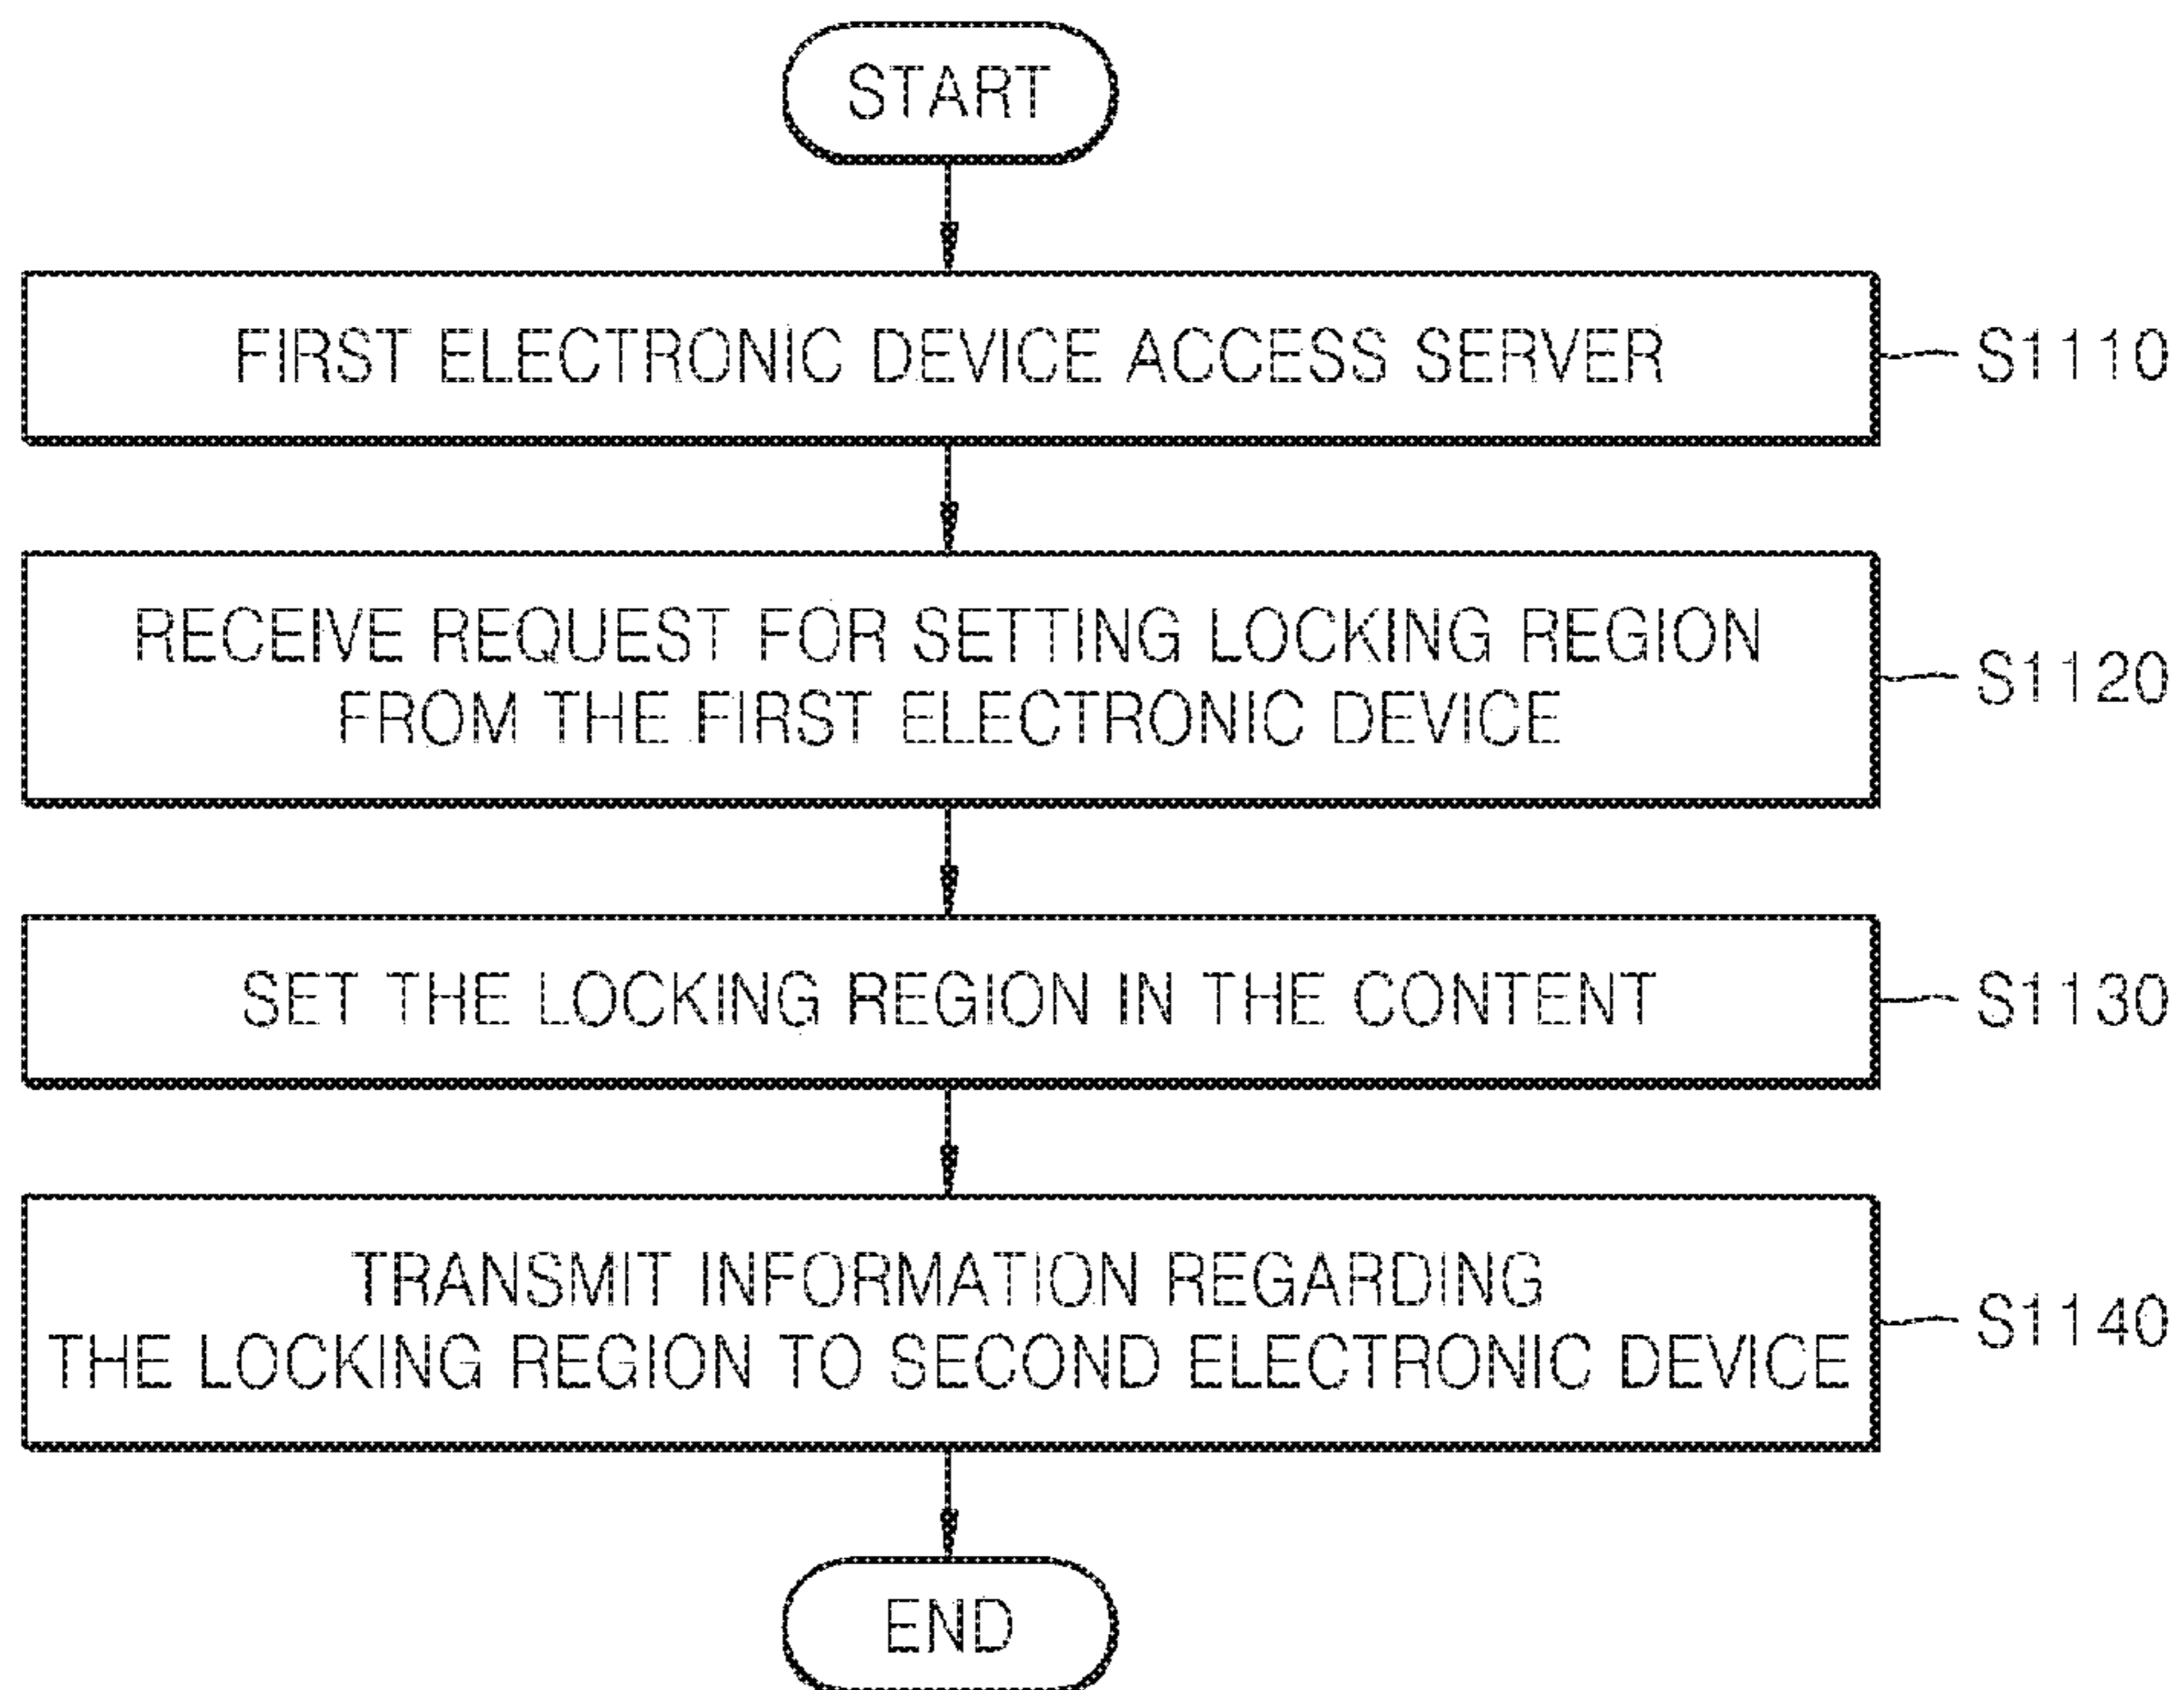 START
FIRST ELECTRONIC DEVICE ACCESS SERVER
S1110
RECEIVE REQUEST FOR SETTING LOCKING REGION
FROM THE FIRST ELECTRONIC DEVICE
S1120
SET THE LOCKING REGION IN THE CONTENT
S1130
TRANSMIT INFORMATION REGARDING
THE LOCKING REGION TO SECOND ELECTRONIC DEVICE
S1140
END